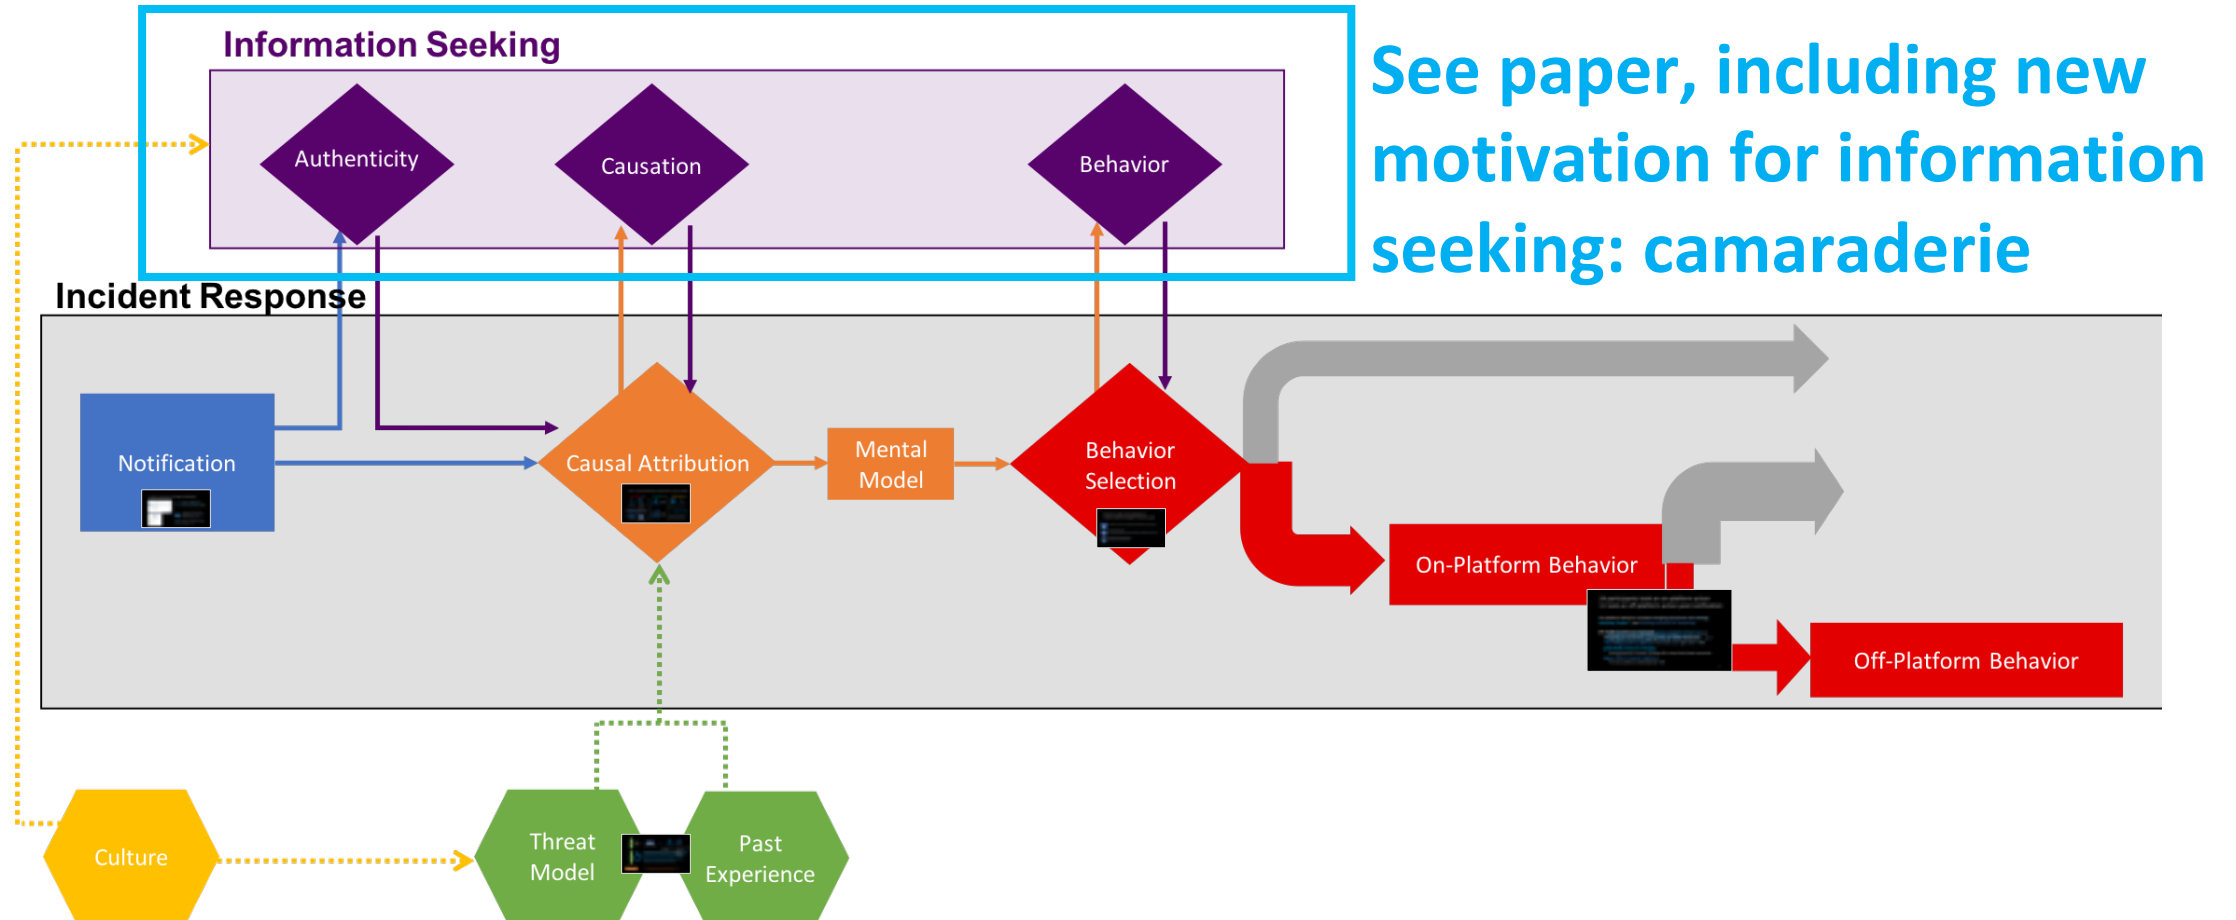 Information Seeking
See paper, including new
motivation for information
seeking: camaraderie
Authenticity
Causation
Behavior
Incident Response
Notification
Causal Attribution
Mental
Model
Behavior
Selection
On-Platform Behavior
Off-Platform Behavior
Culture
Threat
Model
Past
Experience